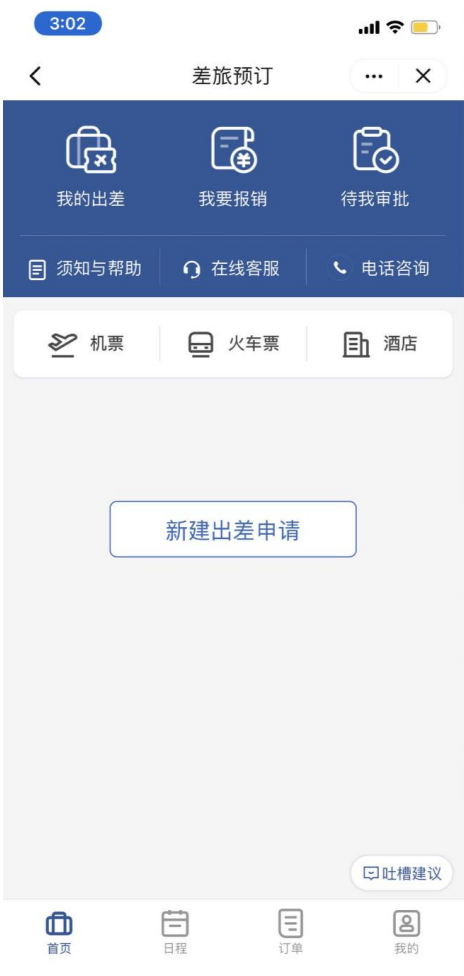 3:02
差旅预订
我的出差 我要报销 待我审批
须知与帮助 在线客服 电话咨询
机票 火车票 酒店
新建出差申请
吐槽建议
首页 日程 订单 我的